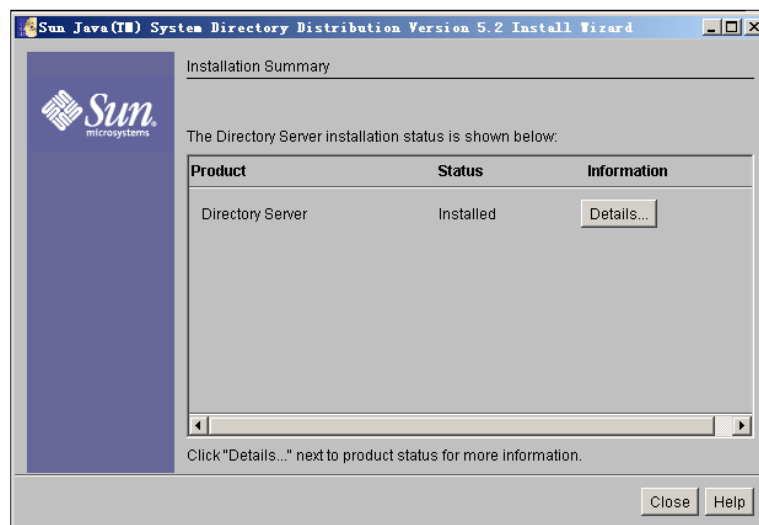 Sun Java(TM) System Directory Distribution Version 5.2 Install Wizard
Installation Summary
Sun
microsystems
The Directory Server installation status is shown below:
Product Status Information
Directory Server Installed Details...
Click "Details..." next to product status for more information.
Close Help